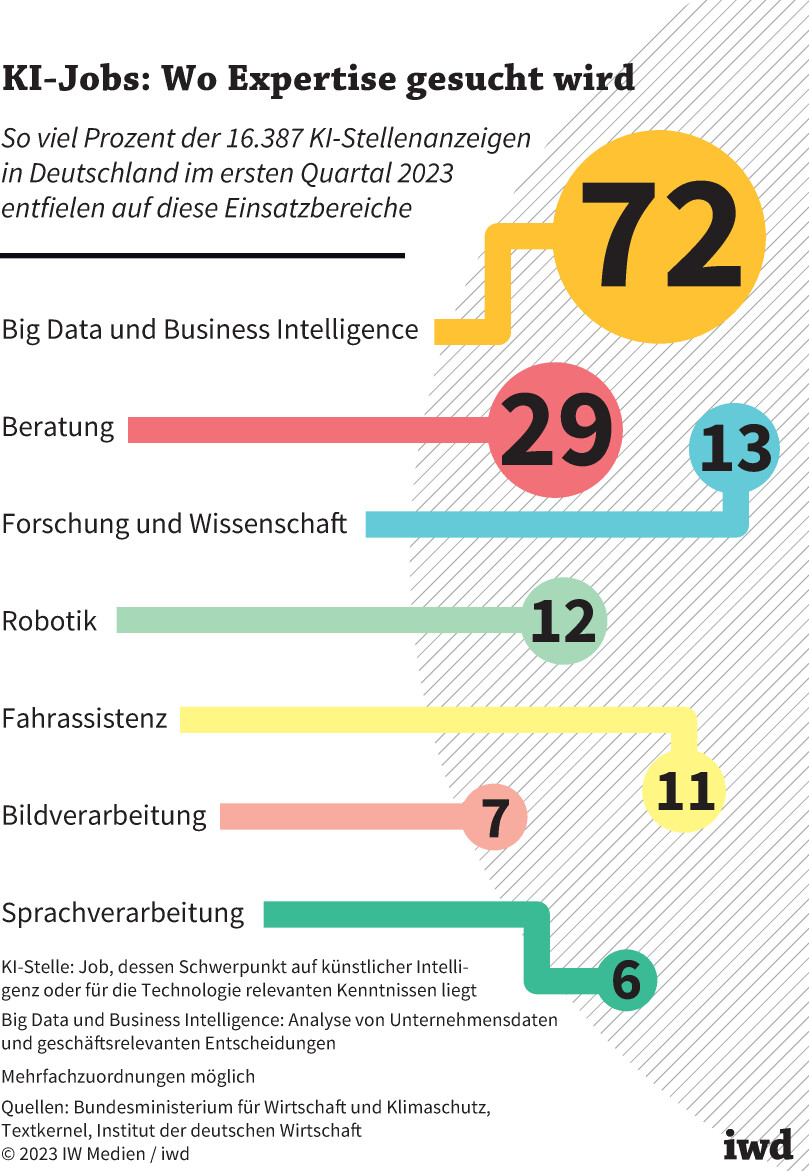 KI-Jobs: Wo Expertise gesucht wird
So viel Prozent der 16.387 KI-Stellenanzeigen
in Deutschland im ersten Quartal 2023
entfielen auf diese Einsatzbereiche
72
Big Data und Business Intelligence
Beratung
29
13
Forschung und Wissenschaft
Robotik
12
Fahrassistenz
11
Bildverarbeitung
7
Sprachverarbeitung
6
KI-Stelle: Job, dessen Schwerpunkt auf künstlicher Intelli-
genz oder für die Technologie relevanten Kenntnissen liegt
Big Data und Business Intelligence: Analyse von Unternehmensdaten
und geschäftsrelevanten Entscheidungen
Mehrfachzuordnungen möglich
Quellen: Bundesministerium für Wirtschaft und Klimaschutz,
Textkernel, Institut der deutschen Wirtschaft
© 2023 IW Medien / iwd
iwd